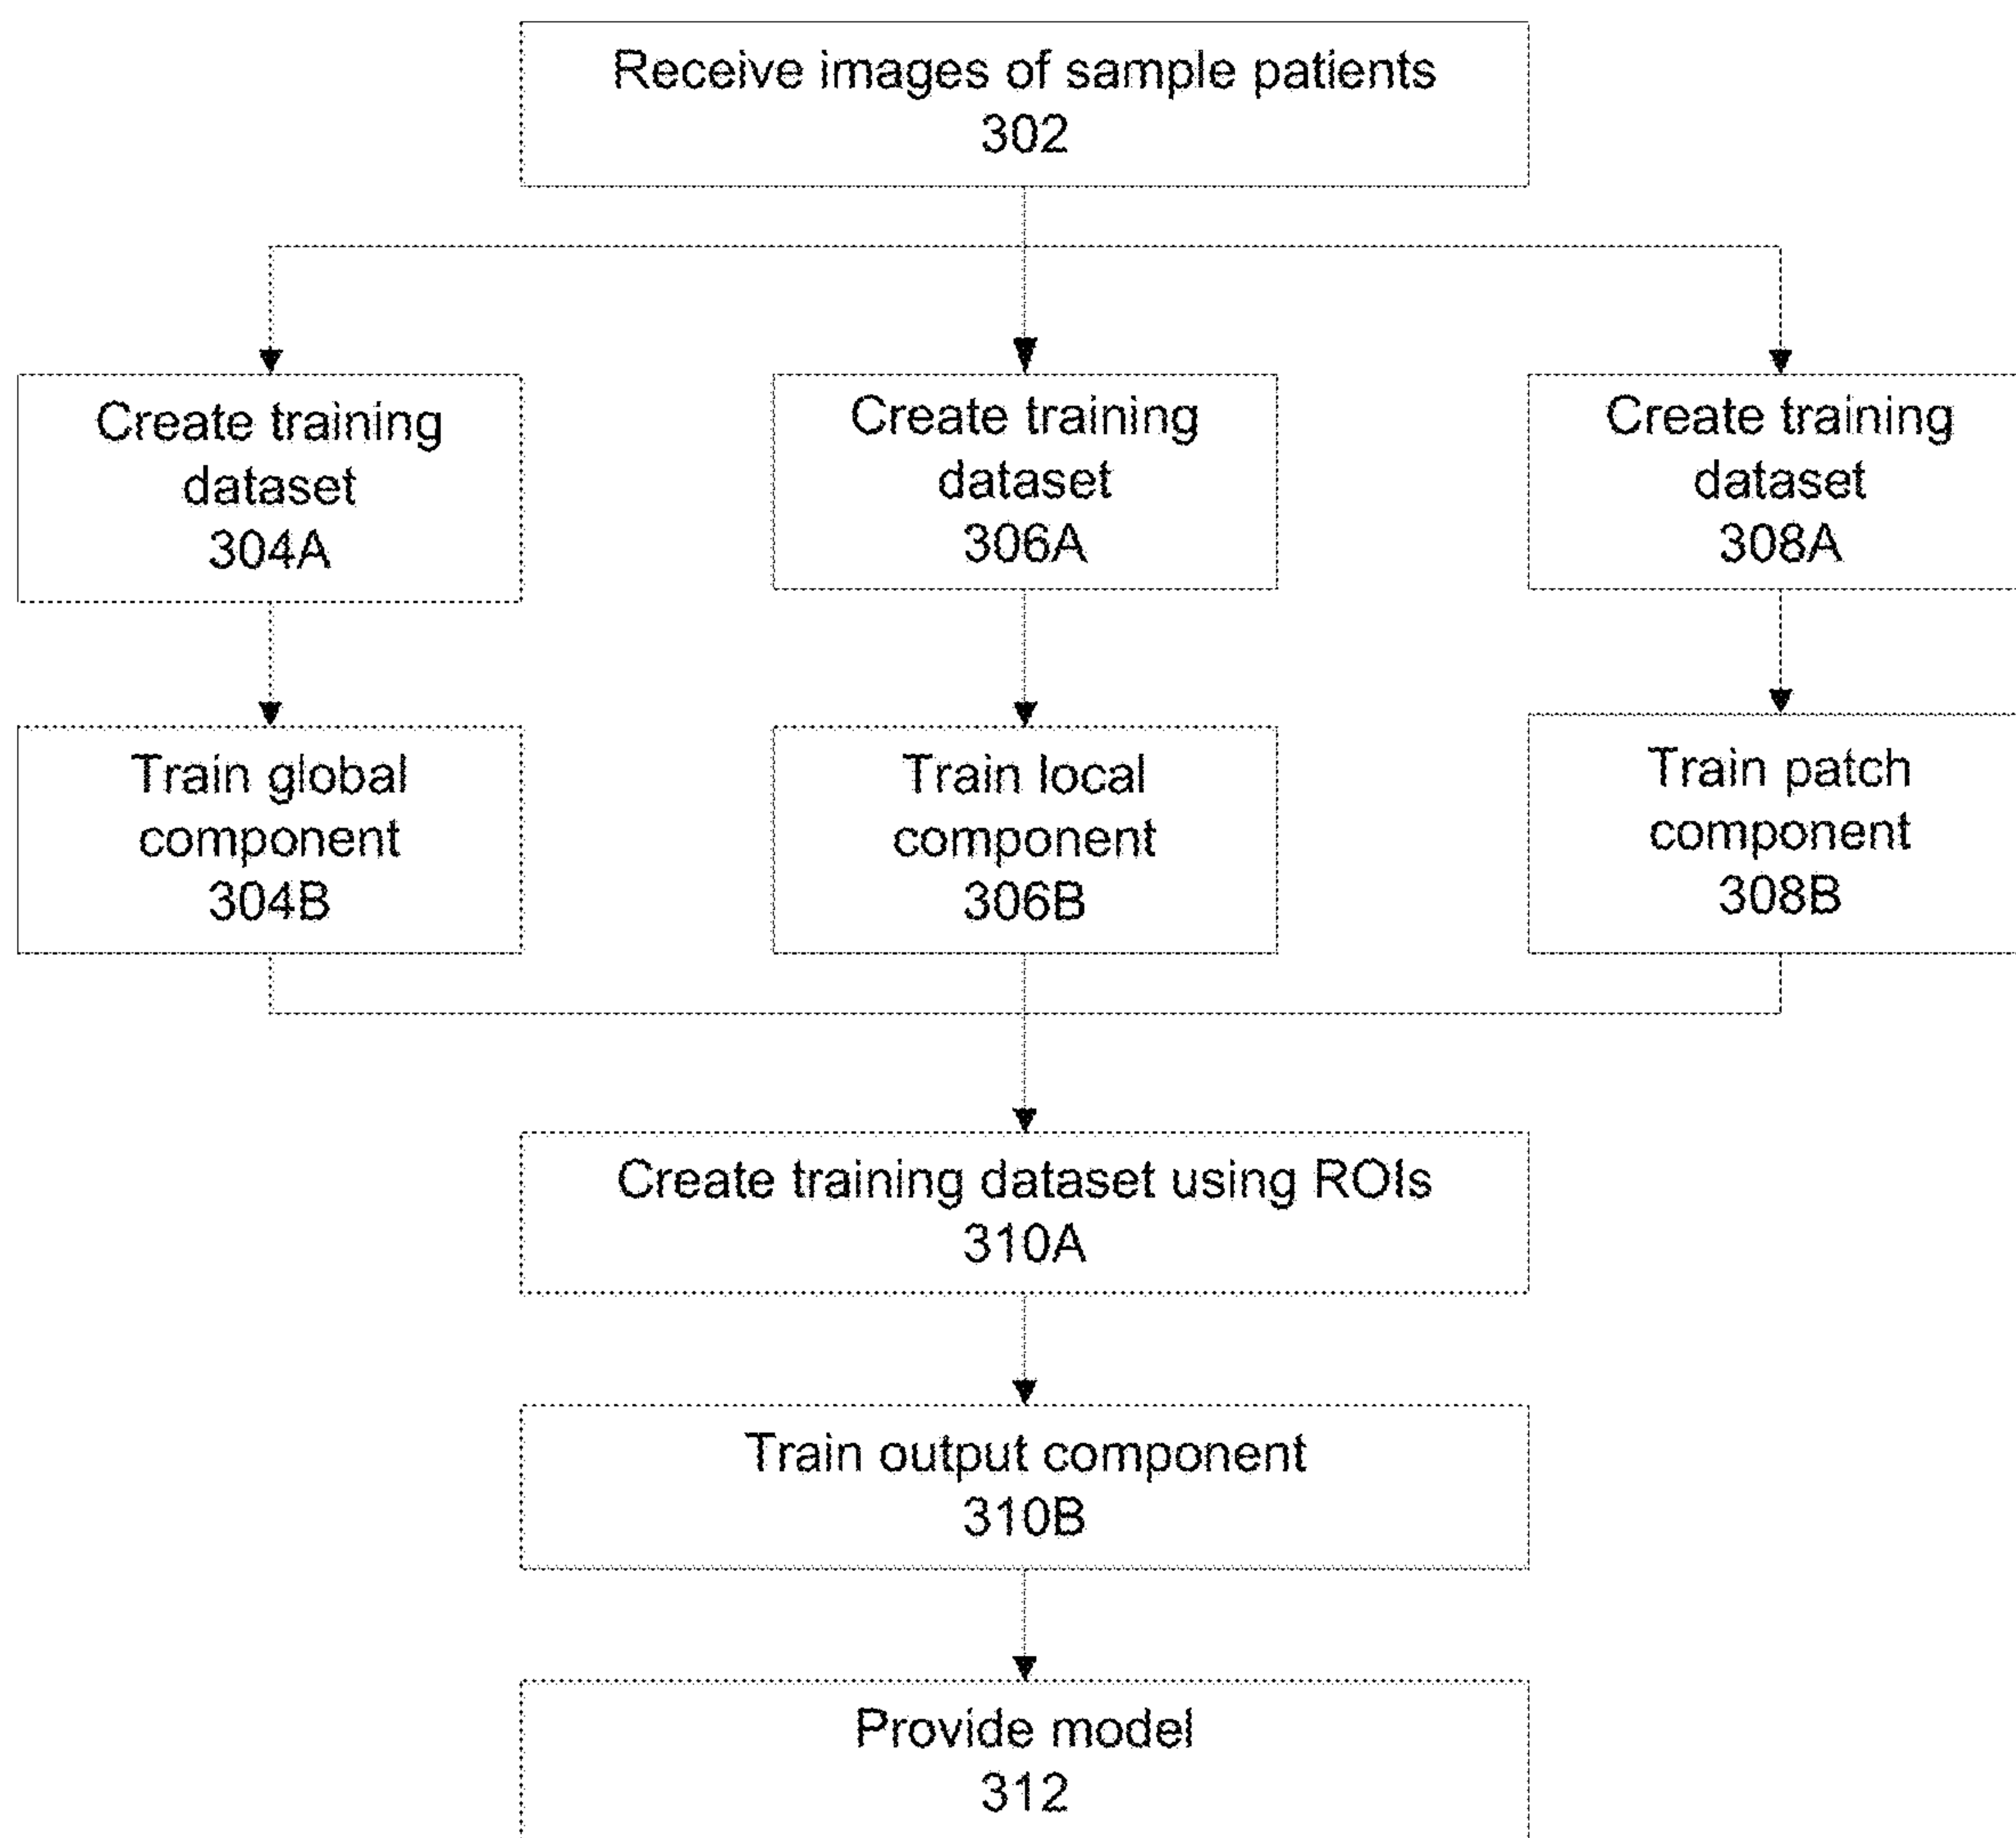 Receive images of sample patients
302
Create training
dataset
304A
Create training
dataset
306A
Create training
dataset
308A
Train global
component
304B
Train local
component
306B
Train patch
component
308B
Create training dataset using ROIs
310A
Train output component
310B
Provide model
312